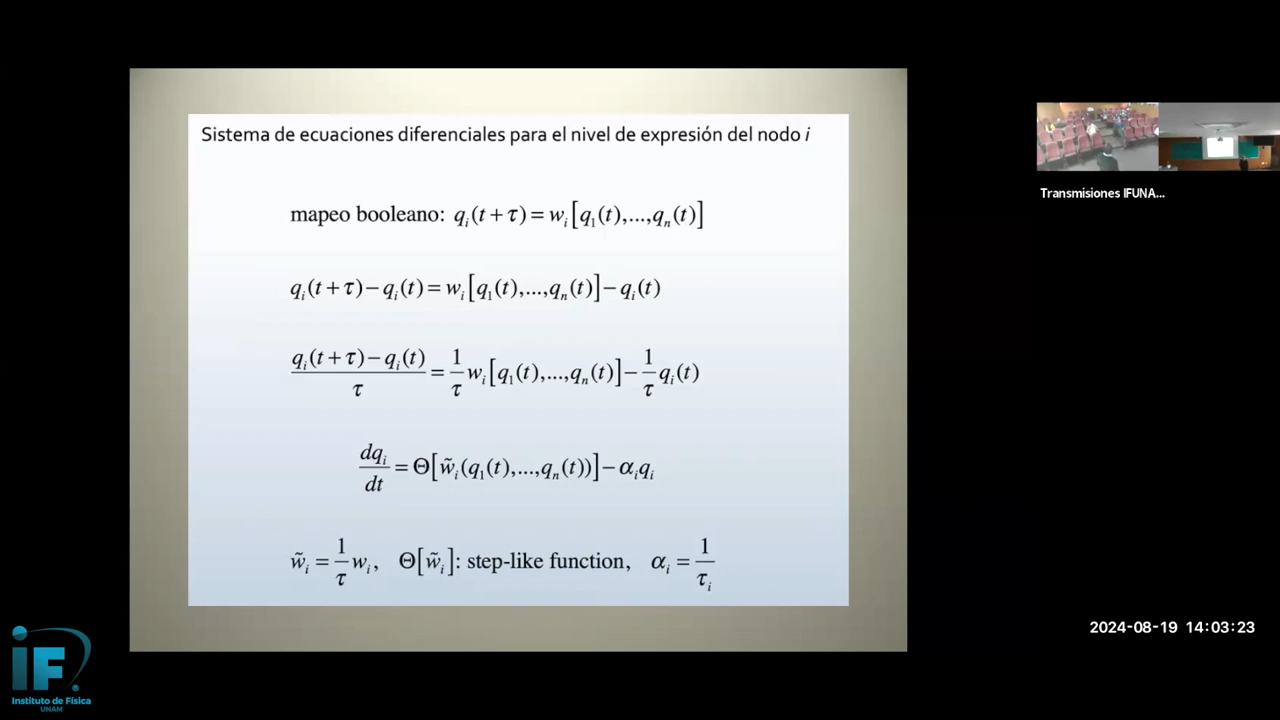 Sistema de ecuaciones diferenciales para el nivel de expresión del nodo i
mapeo booleano: qᵢ(t + τ) = wᵢ[q₁(t),...,qₙ(t)]
qᵢ(t + τ) − qᵢ(t) = wᵢ[q₁(t),...,qₙ(t)] − qᵢ(t)
(qᵢ(t + τ) − qᵢ(t))/τ = 1/τ wᵢ[q₁(t),...,qₙ(t)] − 1/τ qᵢ(t)
dqᵢ/dt = Θ[w̃ᵢ(q₁(t),...,qₙ(t))] − αᵢqᵢ
w̃ᵢ = 1/τ wᵢ, Θ[w̃ᵢ]: step-like function, αᵢ = 1/τᵢ
Transmisiones IFUNA...
2024-08-19 14:03:23
iF®
Instituto de Física
UNAM